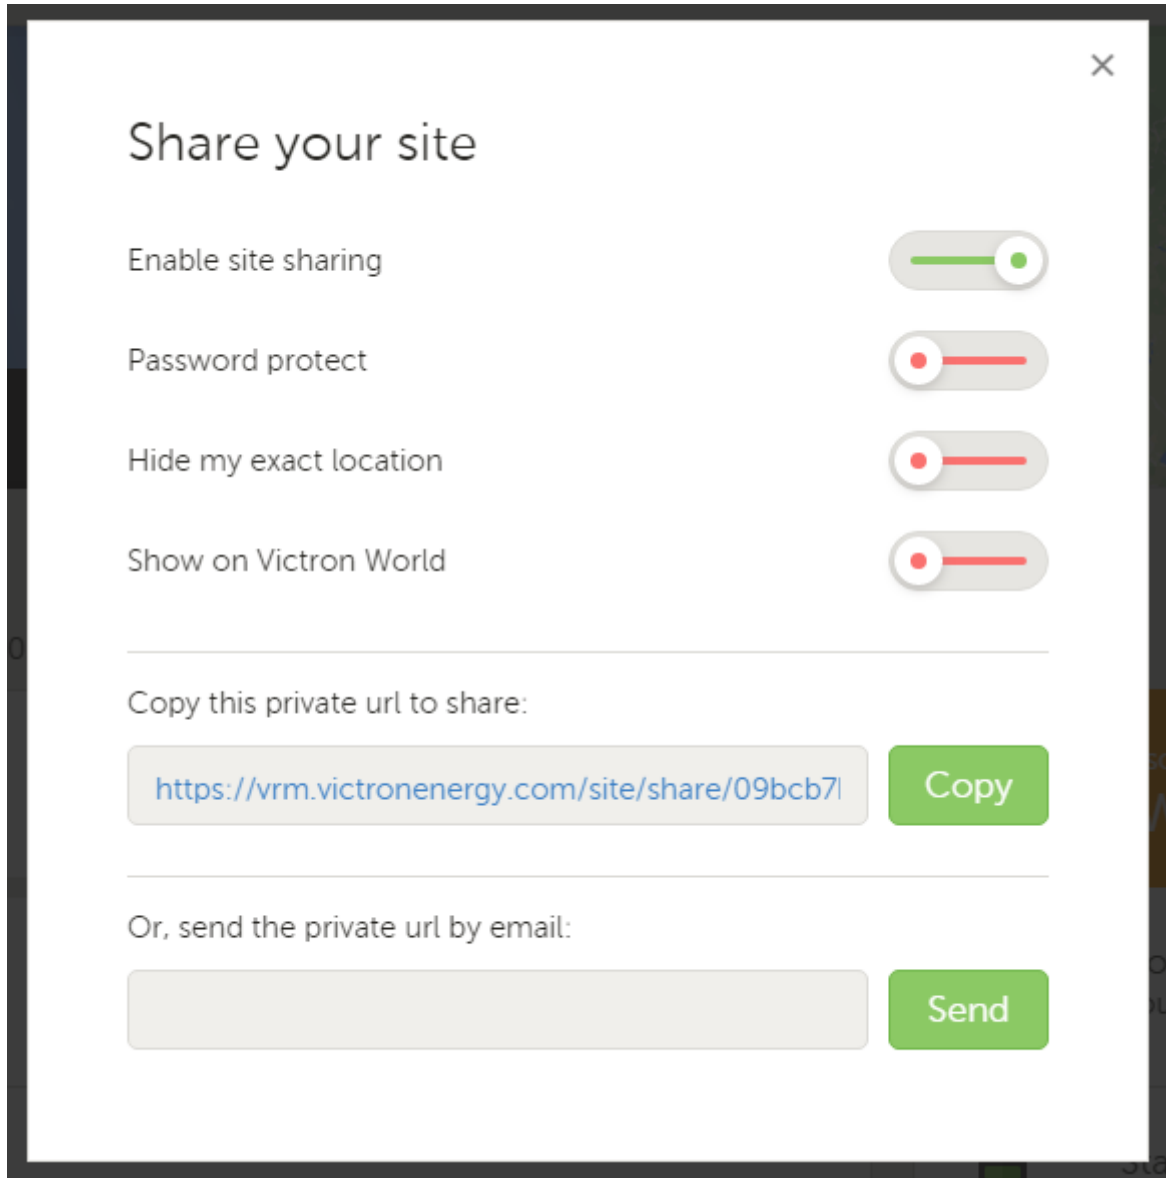 Share your site
Enable site sharing
Password protect
Hide my exact location
Show on Victron World
Copy this private url to share:
https://vrm.victronenergy.com/site/share/09bcb7
Copy
Or, send the private url by email:
Send